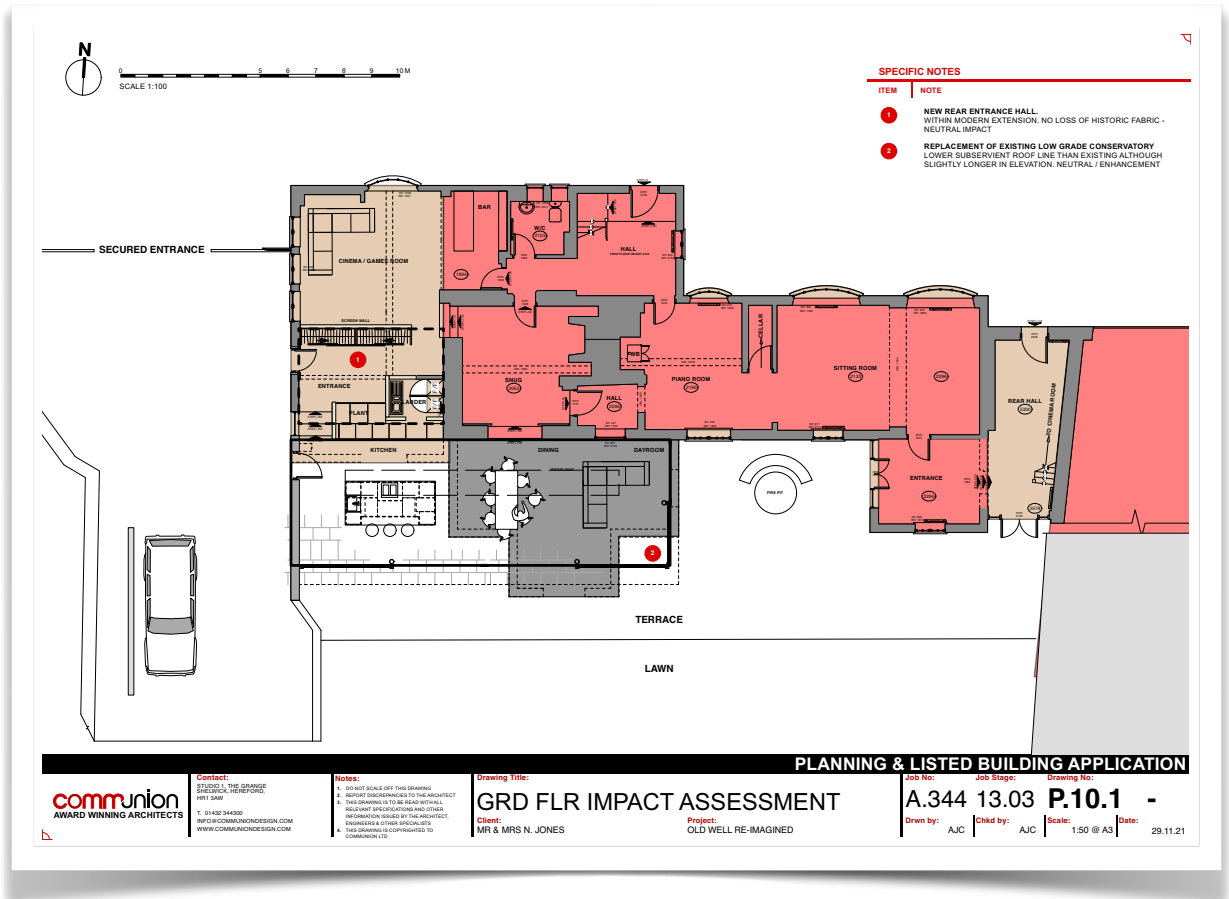 N
0 5 6 7 8 9 10M
SCALE 1:100
SPECIFIC NOTES
ITEM NOTE
1 NEW REAR ENTRANCE HALL.
WITHIN MODERN EXTENSION. NO LOSS OF HISTORIC FABRIC -
NEUTRAL IMPACT
2 REPLACEMENT OF EXISTING LOW GRADE CONSERVATORY
LOWER SUBSERVIENT ROOF LINE THAN EXISTING ALTHOUGH
SLIGHTLY LONGER IN ELEVATION. NEUTRAL / ENHANCEMENT
SECURED ENTRANCE
CINEMA / GAMES ROOM
BAR
W/C
HALL
SCREEN WALL
1
ENTRANCE
PLANT
LARDER
SNUG
HALL
PWB
PIANO ROOM
CELLAR
SITTING ROOM
REAR HALL
TO CINEMA ROOM
KITCHEN
DINING
DAYROOM
ENTRANCE
FIRE PIT
2
TERRACE
LAWN
PLANNING & LISTED BUILDING APPLICATION
communion
AWARD WINNING ARCHITECTS
Contact:
STUDIO 1, THE GRANGE
SHELWICK, HEREFORD,
HR1 3AW
T. 01432 344300
INFO@COMMUNIONDESIGN.COM
WWW.COMMUNIONDESIGN.COM
Notes:
1. DO NOT SCALE OFF THIS DRAWING
2. REPORT DISCREPANCIES TO THE ARCHITECT
3. THIS DRAWING IS TO BE READ WITH ALL
RELEVANT SPECIFICATIONS AND OTHER
INFORMATION ISSUED BY THE ARCHITECT,
ENGINEERS & OTHER SPECIALISTS
4. THIS DRAWING IS COPYRIGHTED TO
COMMUNION LTD
Drawing Title:
GRD FLR IMPACT ASSESSMENT
Client:
MR & MRS N. JONES
Project:
OLD WELL RE-IMAGINED
Job No: Job Stage: Drawing No:
A.344 13.03 P.10.1 -
Drwn by: Chkd by: Scale: Date:
AJC AJC 1:50 @ A3 29.11.21